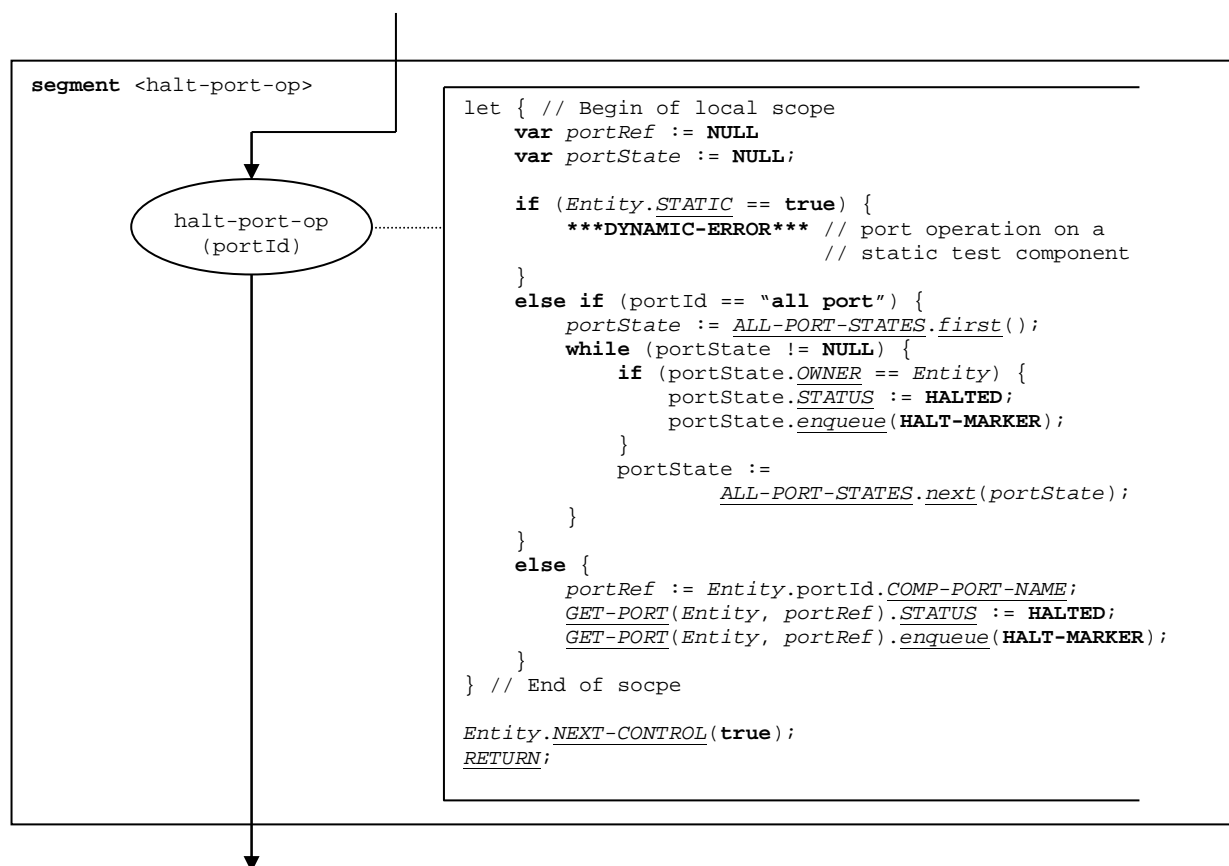 segment <halt-port-op>
halt-port-op
(portId)
let { // Begin of local scope
var portRef := NULL
var portState := NULL;
if (Entity.STATIC == true) {
***DYNAMIC-ERROR*** // port operation on a
// static test component
}
else if (portId == “all port”) {
portState := ALL-PORT-STATES.first();
while (portState != NULL) {
if (portState.OWNER == Entity) {
portState.STATUS := HALTED;
portState.enqueue(HALT-MARKER);
}
portState :=
ALL-PORT-STATES.next(portState);
}
}
else {
portRef := Entity.portId.COMP-PORT-NAME;
GET-PORT(Entity, portRef).STATUS := HALTED;
GET-PORT(Entity, portRef).enqueue(HALT-MARKER);
}
} // End of socpe
Entity.NEXT-CONTROL(true);
RETURN;